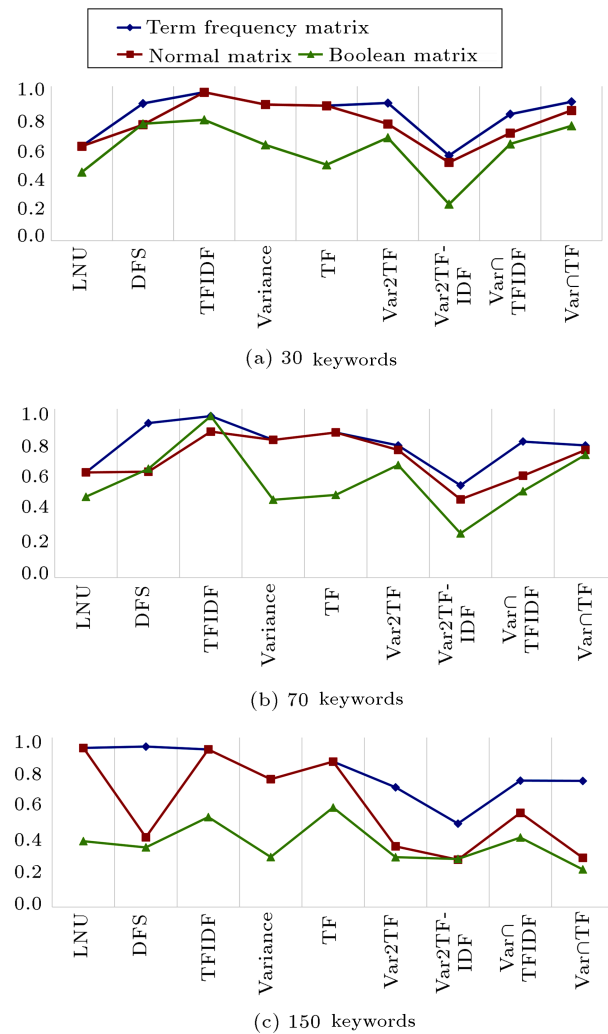 Term frequency matrix
Normal matrix Boolean matrix
1.0
0.8
0.6
0.4
0.2
0.0
LNU
DFS
TFIDF
Variance
TF
Var2TF
Var2TF-
IDF
Var∩
TFIDF
Var∩TF
(a) 30 keywords
1.0
0.8
0.6
0.4
0.2
0.0
LNU
DFS
TFIDF
Variance
TF
Var2TF
Var2TF-
IDF
Var∩
TFIDF
Var∩TF
(b) 70 keywords
1.0
0.8
0.6
0.4
0.2
0.0
LNU
DFS
TFIDF
Variance
TF
Var2TF
Var2TF-
IDF
Var∩
TFIDF
Var∩TF
(c) 150 keywords